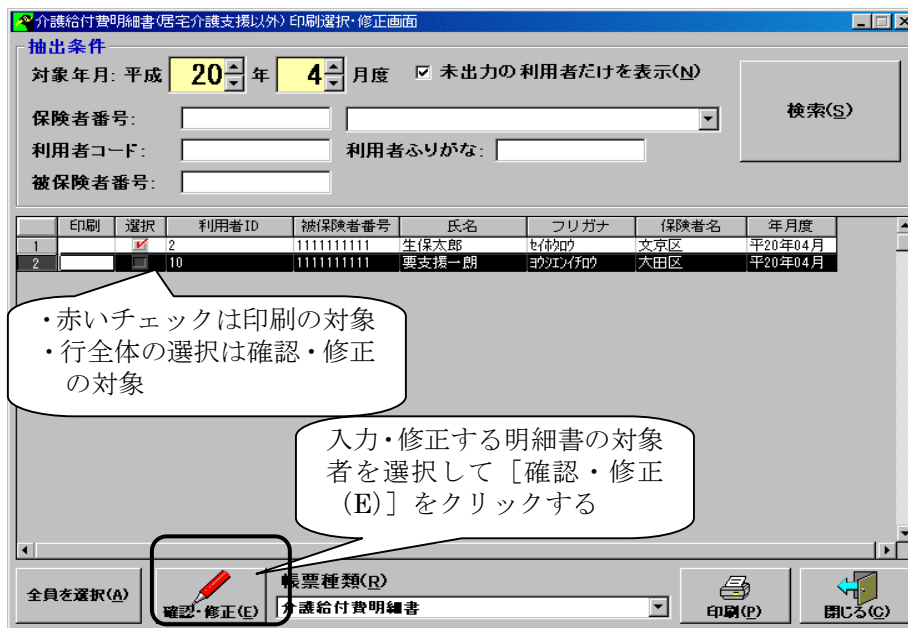 介護給付費明細書(居宅介護支援以外) 印刷選択・修正画面
抽出条件
対象年月: 平成 20 年 4 月度 未出力の利用者だけを表示(N)
検索(S)
保険者番号:
利用者コード: 利用者ふりがな:
被保険者番号:
印刷 選択 利用者ID 被保険者番号 氏名 フリガナ 保険者名 年月度
1 2 1111111111 生保太郎 セイホタロウ 文京区 平20年04月
2 10 1111111111 要支援一朗 ヨウシエンイチロウ 大田区 平20年04月
・赤いチェックは印刷の対象
・行全体の選択は確認・修正
の対象
入力・修正する明細書の対象
者を選択して[確認・修正
(E)]をクリックする
全員を選択(A)
確認・修正(E)
帳票種類(R)
介護給付費明細書
印刷(P)
閉じる(C)